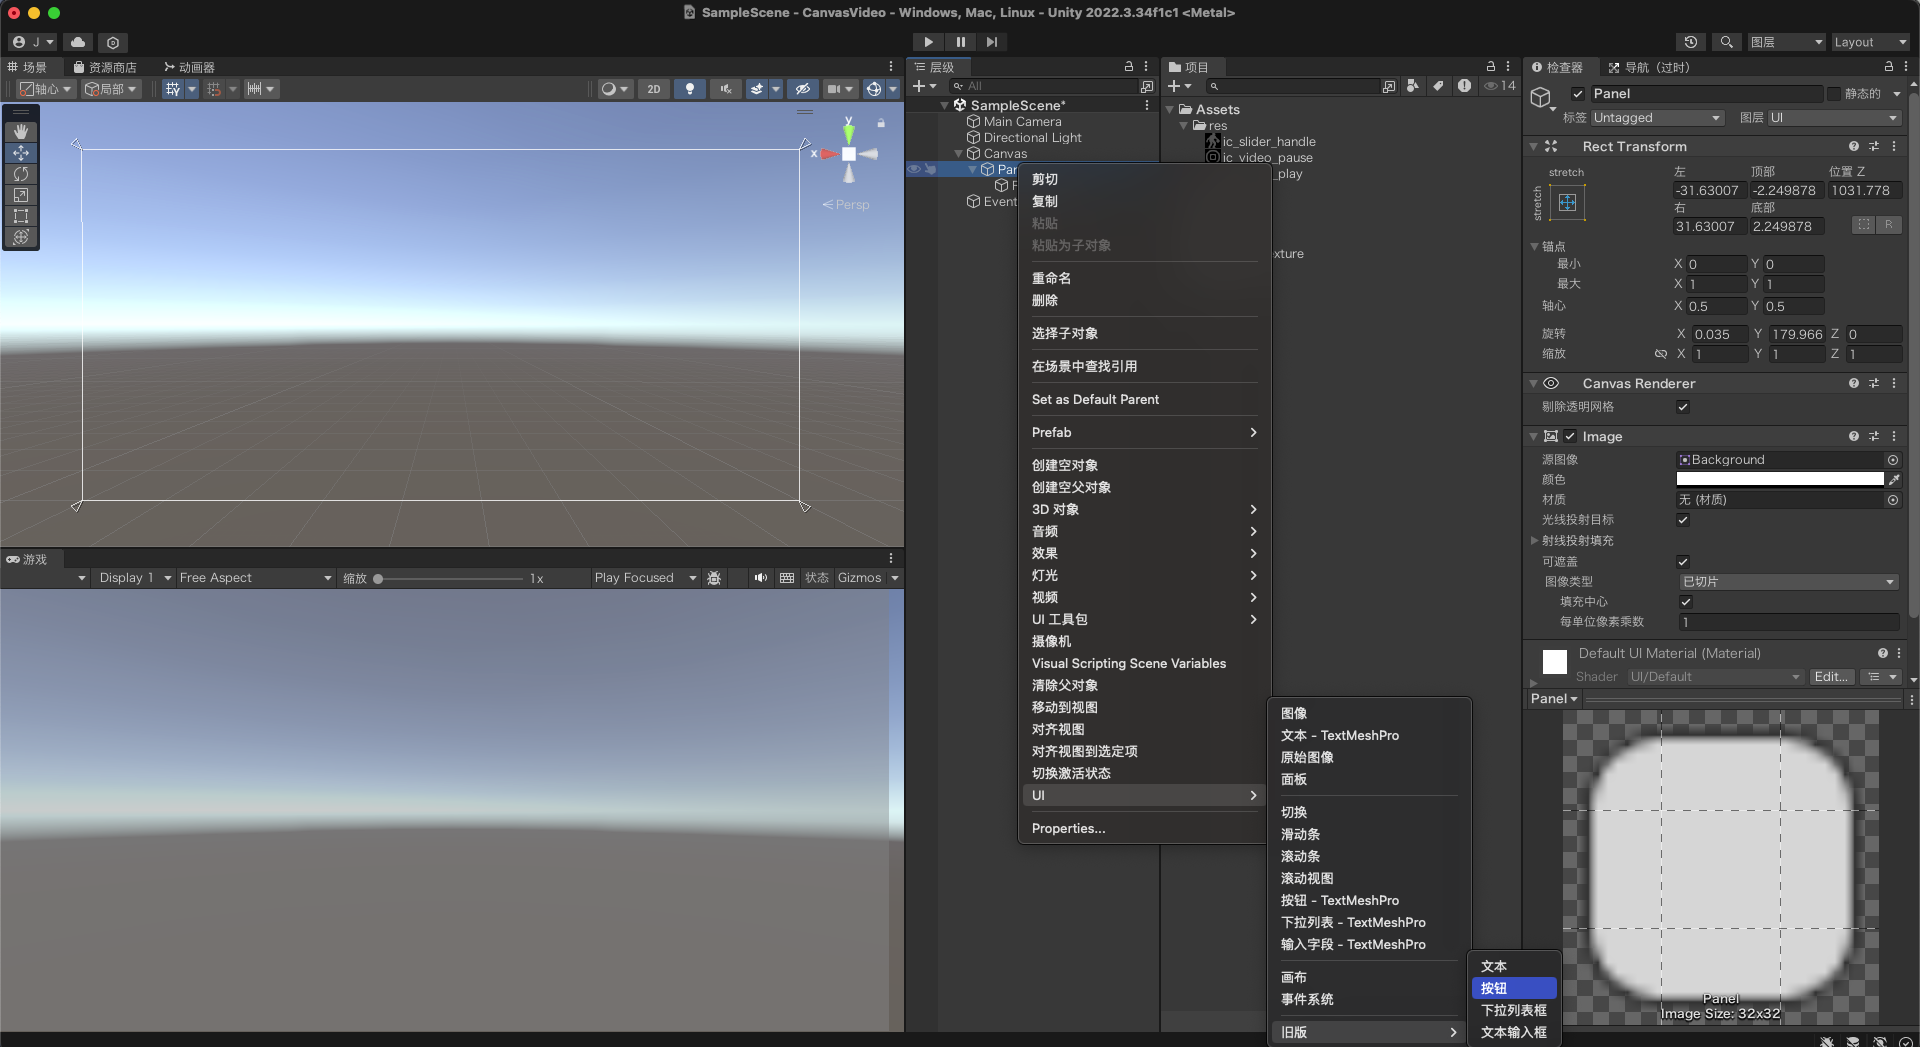 SampleScene - CanvasVideo - Windows, Mac, Linux - Unity 2022.3.34f1c1 <Metal>
J
图层
Layout
场景
资源商店
动画器
轴心
局部
2D
y
x
Persp
层级
All
SampleScene*
Main Camera
Directional Light
Canvas
Pan
Event
项目
14
Assets
res
ic_slider_handle
ic_video_pause
_play
xture
剪切
复制
粘贴
粘贴为子对象
重命名
删除
选择子对象
在场景中查找引用
Set as Default Parent
Prefab
创建空对象
创建空父对象
3D 对象
音频
效果
灯光
视频
UI 工具包
摄像机
Visual Scripting Scene Variables
清除父对象
移动到视图
对齐视图
对齐视图到选定项
切换激活状态
UI
Properties...
图像
文本 - TextMeshPro
原始图像
面板
切换
滑动条
滚动条
滚动视图
按钮 - TextMeshPro
下拉列表 - TextMeshPro
输入字段 - TextMeshPro
画布
事件系统
旧版
文本
按钮
下拉列表框
文本输入框
游戏
Display 1
Free Aspect
缩放
1x
Play Focused
状态
Gizmos
检查器
导航（过时）
Panel
静态的
标签 Untagged
图层 UI
Rect Transform
stretch
stretch
左
顶部
位置 Z
-31.63007
-2.249878
1031.778
右
底部
31.63007
2.249878
R
锚点
最小 X 0 Y 0
最大 X 1 Y 1
轴心 X 0.5 Y 0.5
旋转 X 0.035 Y 179.966 Z 0
缩放 X 1 Y 1 Z 1
Canvas Renderer
剔除透明网格
Image
源图像 Background
颜色
材质 无 (材质)
光线投射目标
射线投射填充
可遮盖
图像类型 已切片
填充中心
每单位像素乘数 1
Default UI Material (Material)
Shader UI/Default Edit...
Panel
Panel
Image Size: 32x32